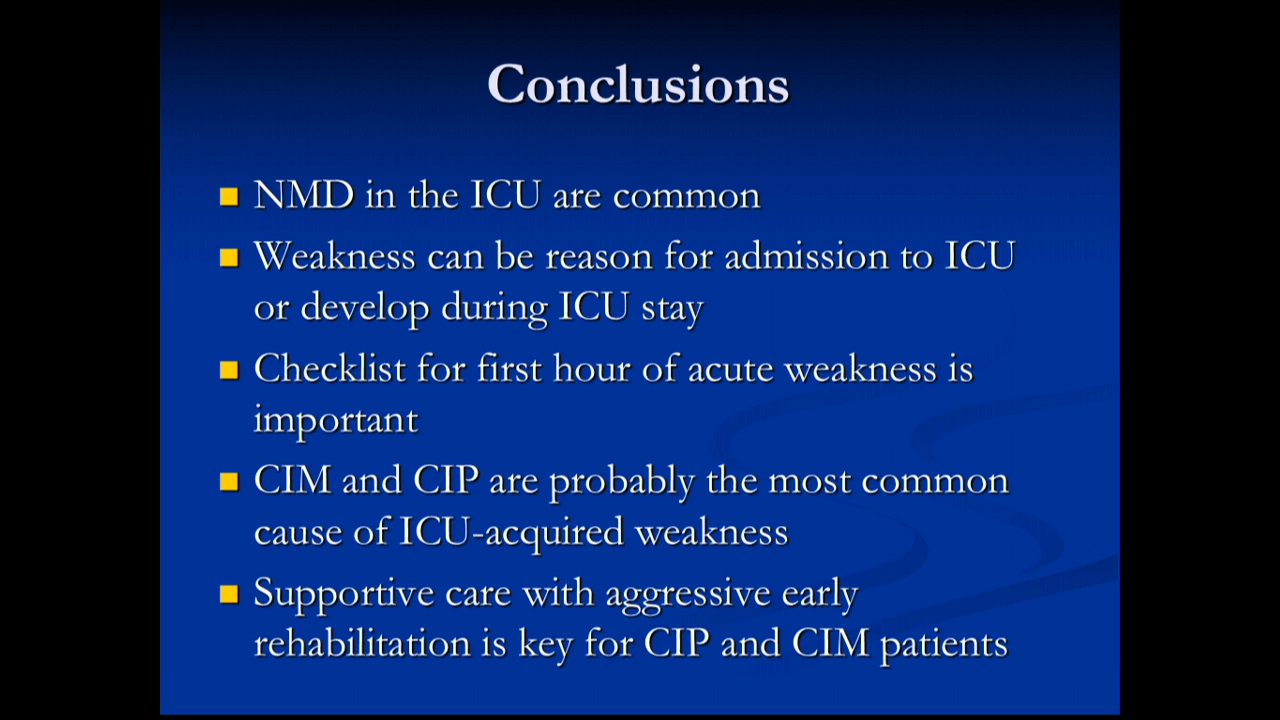 Conclusions
NMD in the ICU are common
Weakness can be reason for admission to ICU
or develop during ICU stay
Checklist for first hour of acute weakness is
important
CIM and CIP are probably the most common
cause of ICU-acquired weakness
Supportive care with aggressive early
rehabilitation is key for CIP and CIM patients